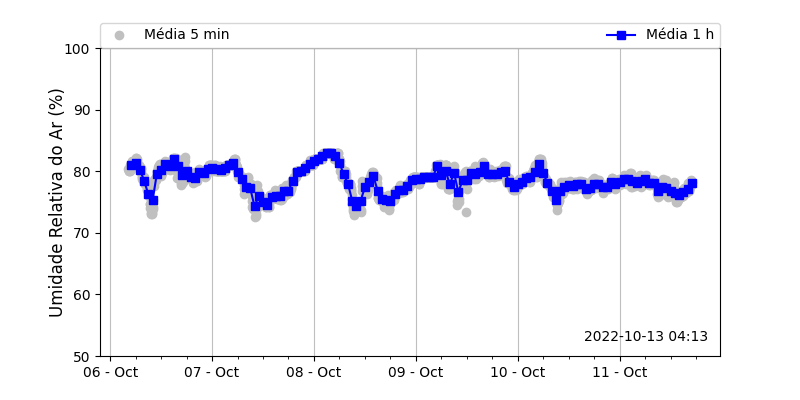 Média 5 min
Média 1 h
Umidade Relativa do Ar (%)
100
90
80
70
60
50
2022-10-13 04:13
06 - Oct
07 - Oct
08 - Oct
09 - Oct
10 - Oct
11 - Oct